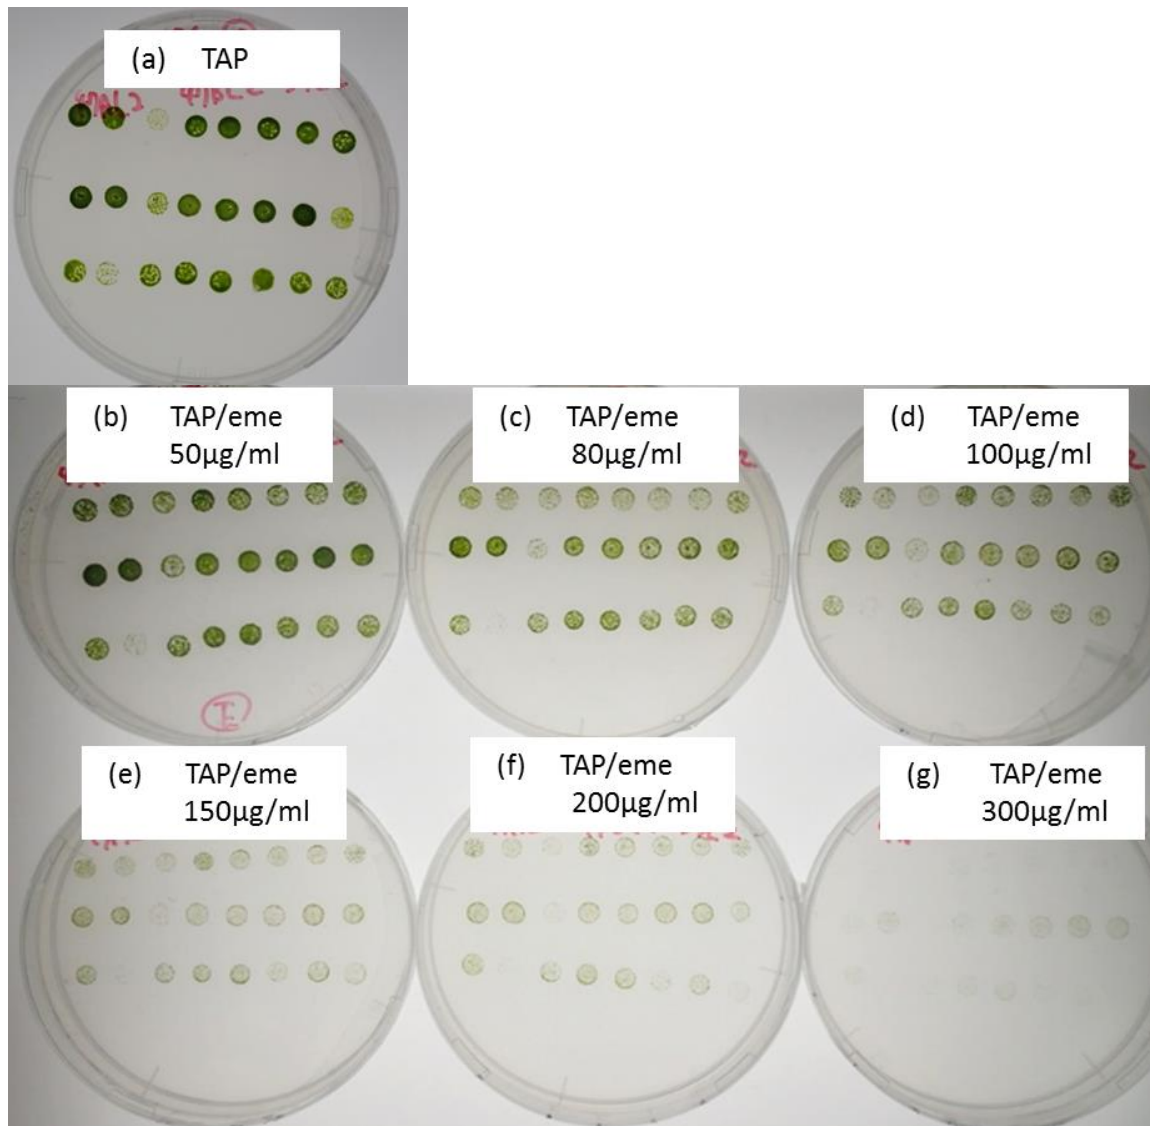 (a) TAP
(b) TAP/eme
50µg/ml
(c) TAP/eme
80µg/ml
(d) TAP/eme
100µg/ml
(e) TAP/eme
150µg/ml
(f) TAP/eme
200µg/ml
(g) TAP/eme
300µg/ml